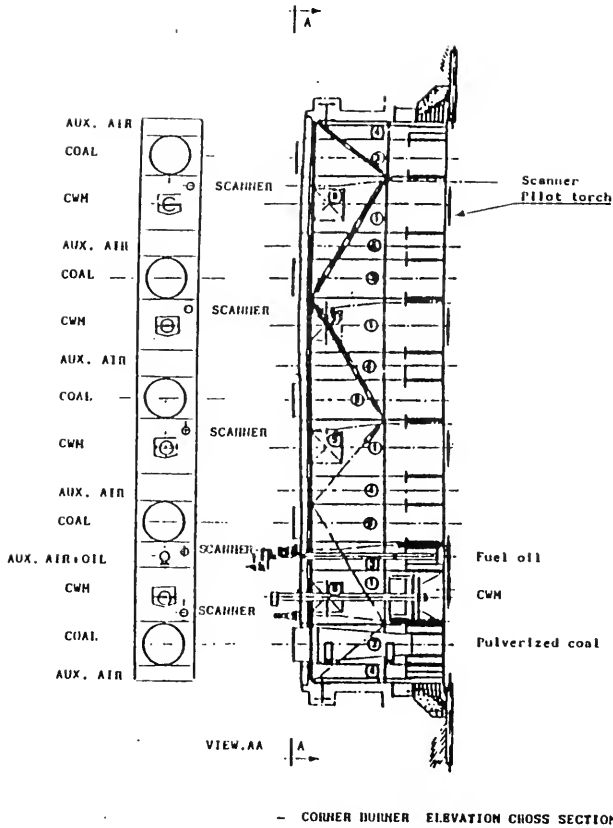 A
AUX. AIR
COAL
SCANNER
CWM
AUX. AIR
COAL
SCANNER
CWM
AUX. AIR
COAL
SCANNER
CWM
AUX. AIR
COAL
SCANNER
AUX. AIR+OIL
CWM
SCANNER
COAL
AUX. AIR
Scanner
Pilot torch
Fuel oil
CWM
Pulverized coal
VIEW.AA
A
- CORNER BURNER ELEVATION CROSS SECTION